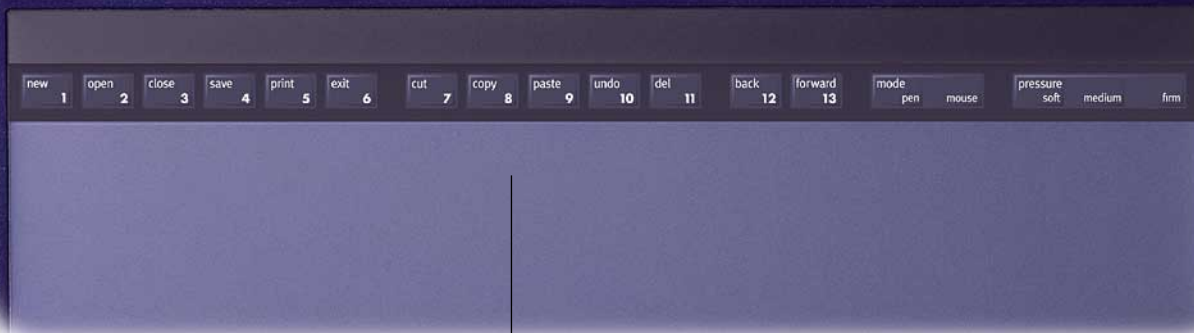 new 1 open 2 close 3 save 4 print 5 exit 6 cut 7 copy 8 paste 9 undo 10 del 11 back 12 forward 13 mode pen mouse pressure soft medium firm